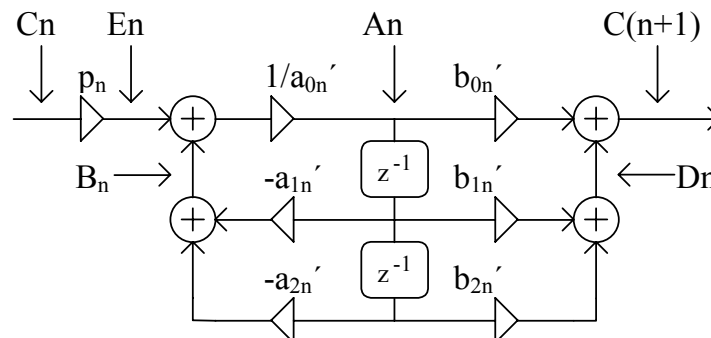 Cn En An C(n+1)
pₙ 1/a₀ₙ′ b₀ₙ′
+ +
Bₙ z⁻¹ Dn
-a₁ₙ′ b₁ₙ′
+ +
z⁻¹
-a₂ₙ′ b₂ₙ′